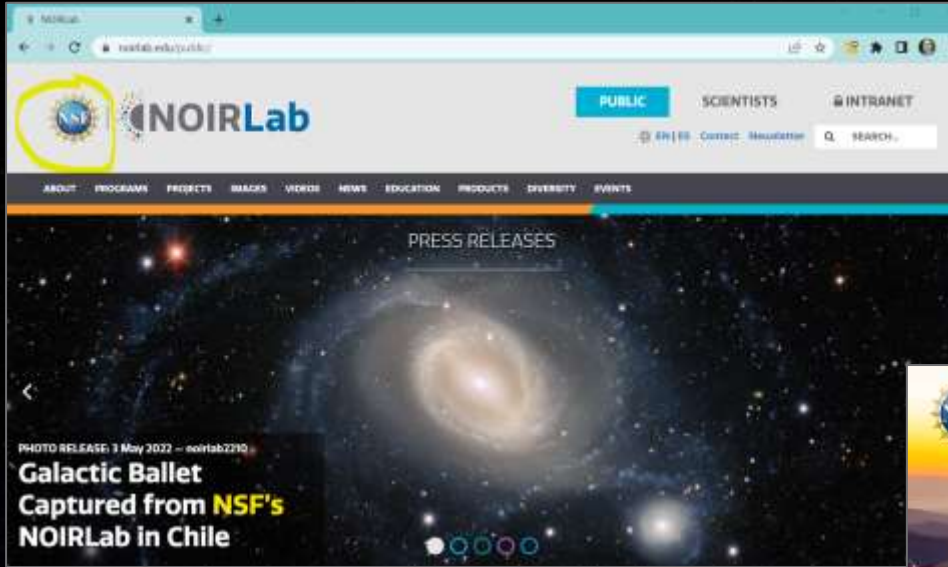 NOIRLab
noirlab.edu/public/
NSF
NOIRLab
PUBLIC
SCIENTISTS
INTRANET
EN | ES Contact Newsletter
SEARCH...
ABOUT PROGRAMS PROJECTS IMAGES VIDEOS NEWS EDUCATION PRODUCTS DIVERSITY EVENTS
PRESS RELEASES
PHOTO RELEASE: 3 May 2022 — noirlab2210
Galactic Ballet
Captured from NSF's
NOIRLab in Chile